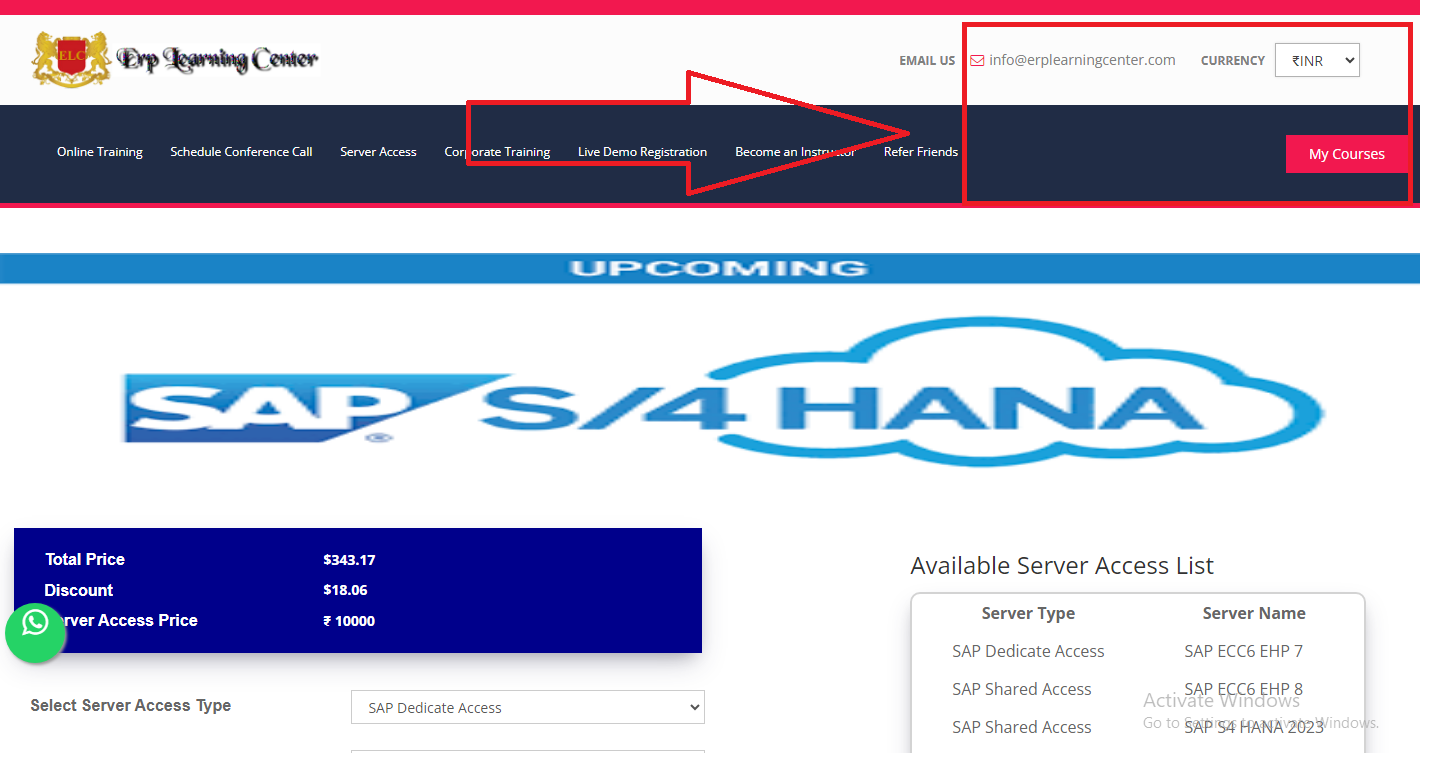 ELC Erp Learning Center
EMAIL US info@erplearningcenter.com CURRENCY ₹INR
Online Training Schedule Conference Call Server Access Corporate Training Live Demo Registration Become an Instructor Refer Friends My Courses
UPCOMING
SAP® S/4 HANA
Total Price $343.17
Discount $18.06
rver Access Price ₹ 10000
Select Server Access Type SAP Dedicate Access
Available Server Access List
Server Type Server Name
SAP Dedicate Access SAP ECC6 EHP 7
SAP Shared Access SAP ECC6 EHP 8
SAP Shared Access SAP S4 HANA 2023
Activate Windows
Go to Settings to activate Windows.